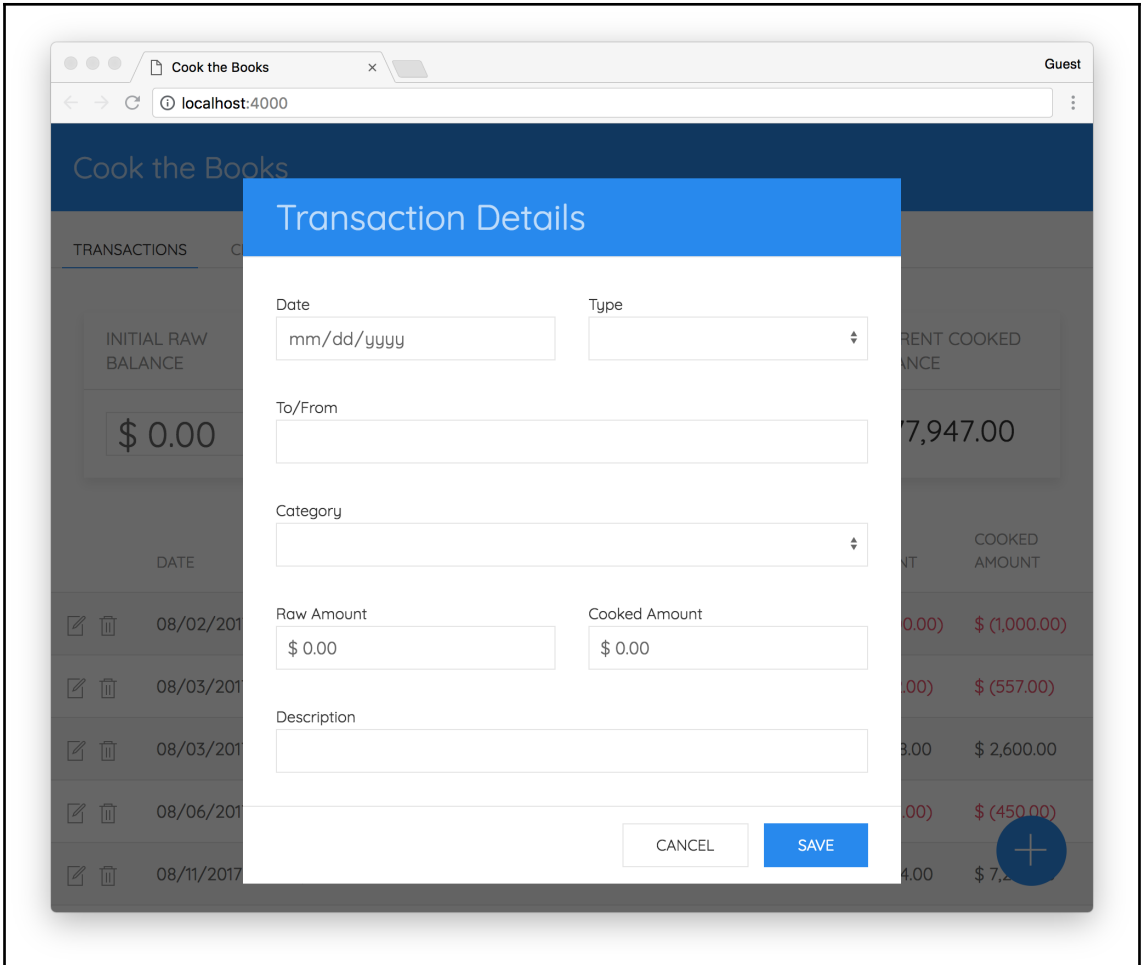 Cook the Books
Guest
localhost:4000
Cook the Books
Transaction Details
TRANSACTIONS
Date
Type
INITIAL RAW
BALANCE
mm/dd/yyyy
RENT COOKED
ANCE
To/From
$ 0.00
77,947.00
Category
DATE
NT
COOKED
AMOUNT
Raw Amount
Cooked Amount
08/02/201
$ 0.00
$ 0.00
0.00)
$ (1,000.00)
08/03/201
.00)
$ (557.00)
Description
08/03/201
3.00
$ 2,600.00
08/06/201
.00)
$ (450.00)
CANCEL
SAVE
08/11/2017
4.00
$ 7,2